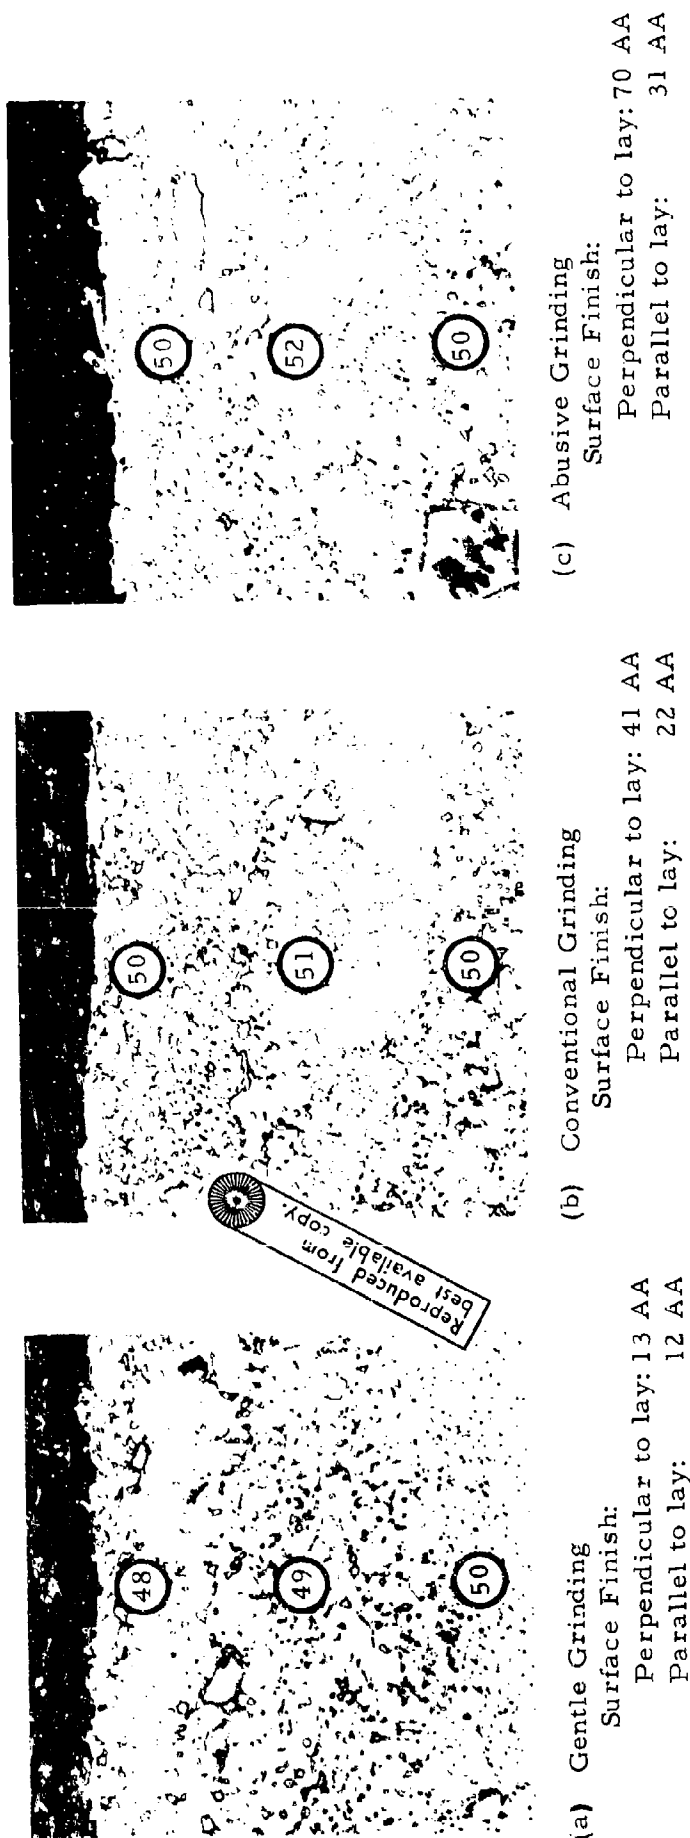 48
49
50
(a) Gentle Grinding
Surface Finish:
Perpendicular to lay: 13 AA
Parallel to lay: 12 AA
Reproduced from
best available copy.
50
51
50
(b) Conventional Grinding
Surface Finish:
Perpendicular to lay: 41 AA
Parallel to lay: 22 AA
50
52
50
(c) Abusive Grinding
Surface Finish:
Perpendicular to lay: 70 AA
Parallel to lay: 31 AA